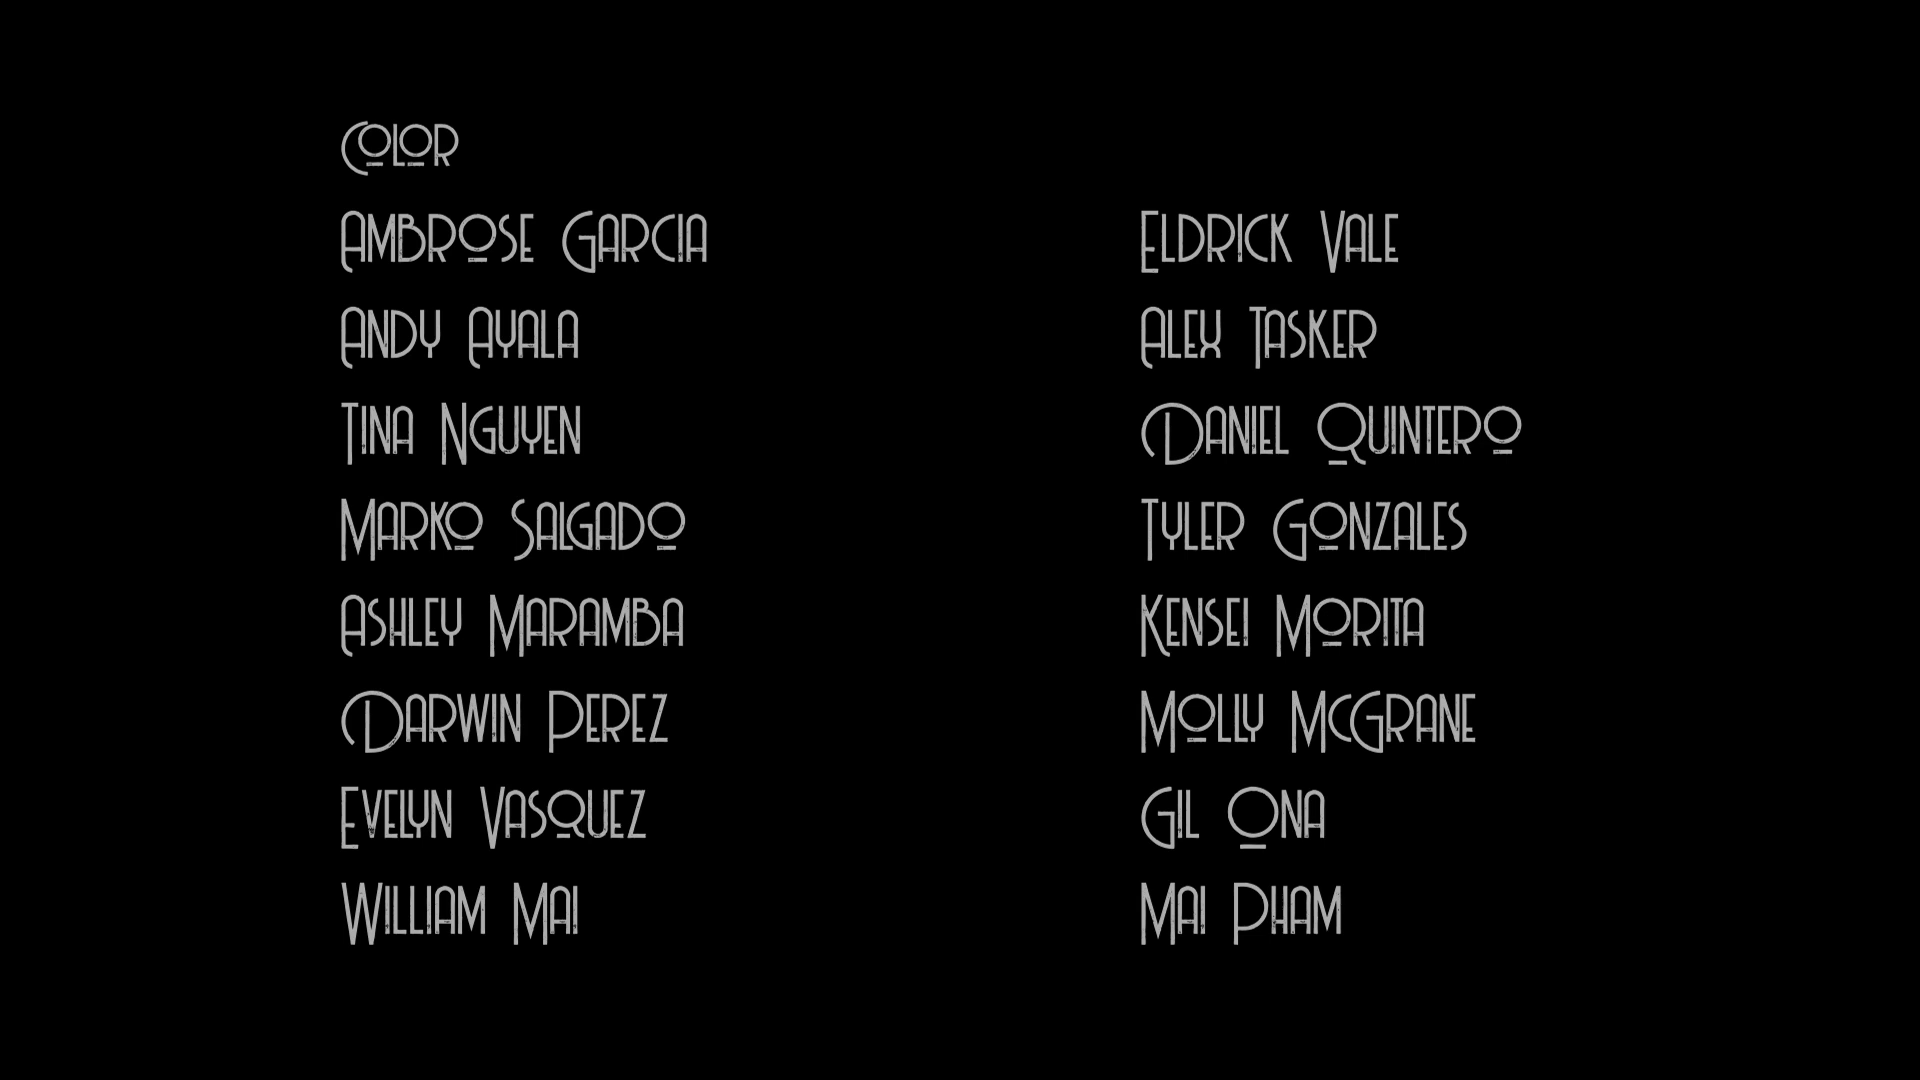 Color
Ambrose Garcia
Andy Ayala
Tina Nguyen
Marko Salgado
Ashley Maramba
Darwin Perez
Evelyn Vasquez
William Mai
Eldrick Vale
Alex Tasker
Daniel Quintero
Tyler Gonzales
Kensei Morita
Molly McGrane
Gil Ona
Mai Pham